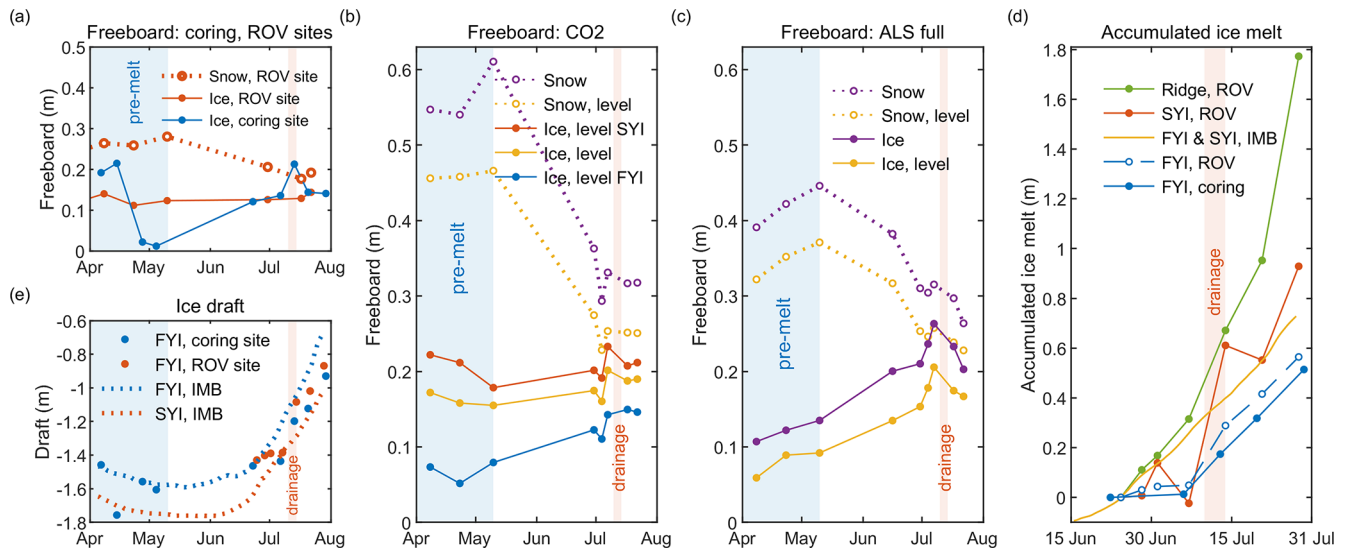 (a)
Freeboard: coring, ROV sites
Freeboard (m)
0.5
0.4
0.3
0.2
0.1
0
pre-melt
Snow, ROV site
Ice, ROV site
Ice, coring site
Apr May Jun Jul Aug
(b)
Freeboard: CO2
Freeboard (m)
0.6
0.5
0.4
0.3
0.2
0.1
0
Snow
Snow, level
Ice, level SYI
Ice, level
Ice, level FYI
pre-melt
drainage
Apr May Jun Jul Aug
(c)
Freeboard: ALS full
Freeboard (m)
0.6
0.5
0.4
0.3
0.2
0.1
0
Snow
Snow, level
Ice
Ice, level
pre-melt
drainage
Apr May Jun Jul Aug
(d)
Accumulated ice melt
Accumulated ice melt (m)
1.8
1.6
1.4
1.2
1
0.8
0.6
0.4
0.2
0
Ridge, ROV
SYI, ROV
FYI & SYI, IMB
FYI, ROV
FYI, coring
drainage
15 Jun 30 Jun 15 Jul 31 Jul
(e)
Ice draft
Draft (m)
-0.6
-0.8
-1
-1.2
-1.4
-1.6
-1.8
FYI, coring site
FYI, ROV site
FYI, IMB
SYI, IMB
drainage
Apr May Jun Jul Aug